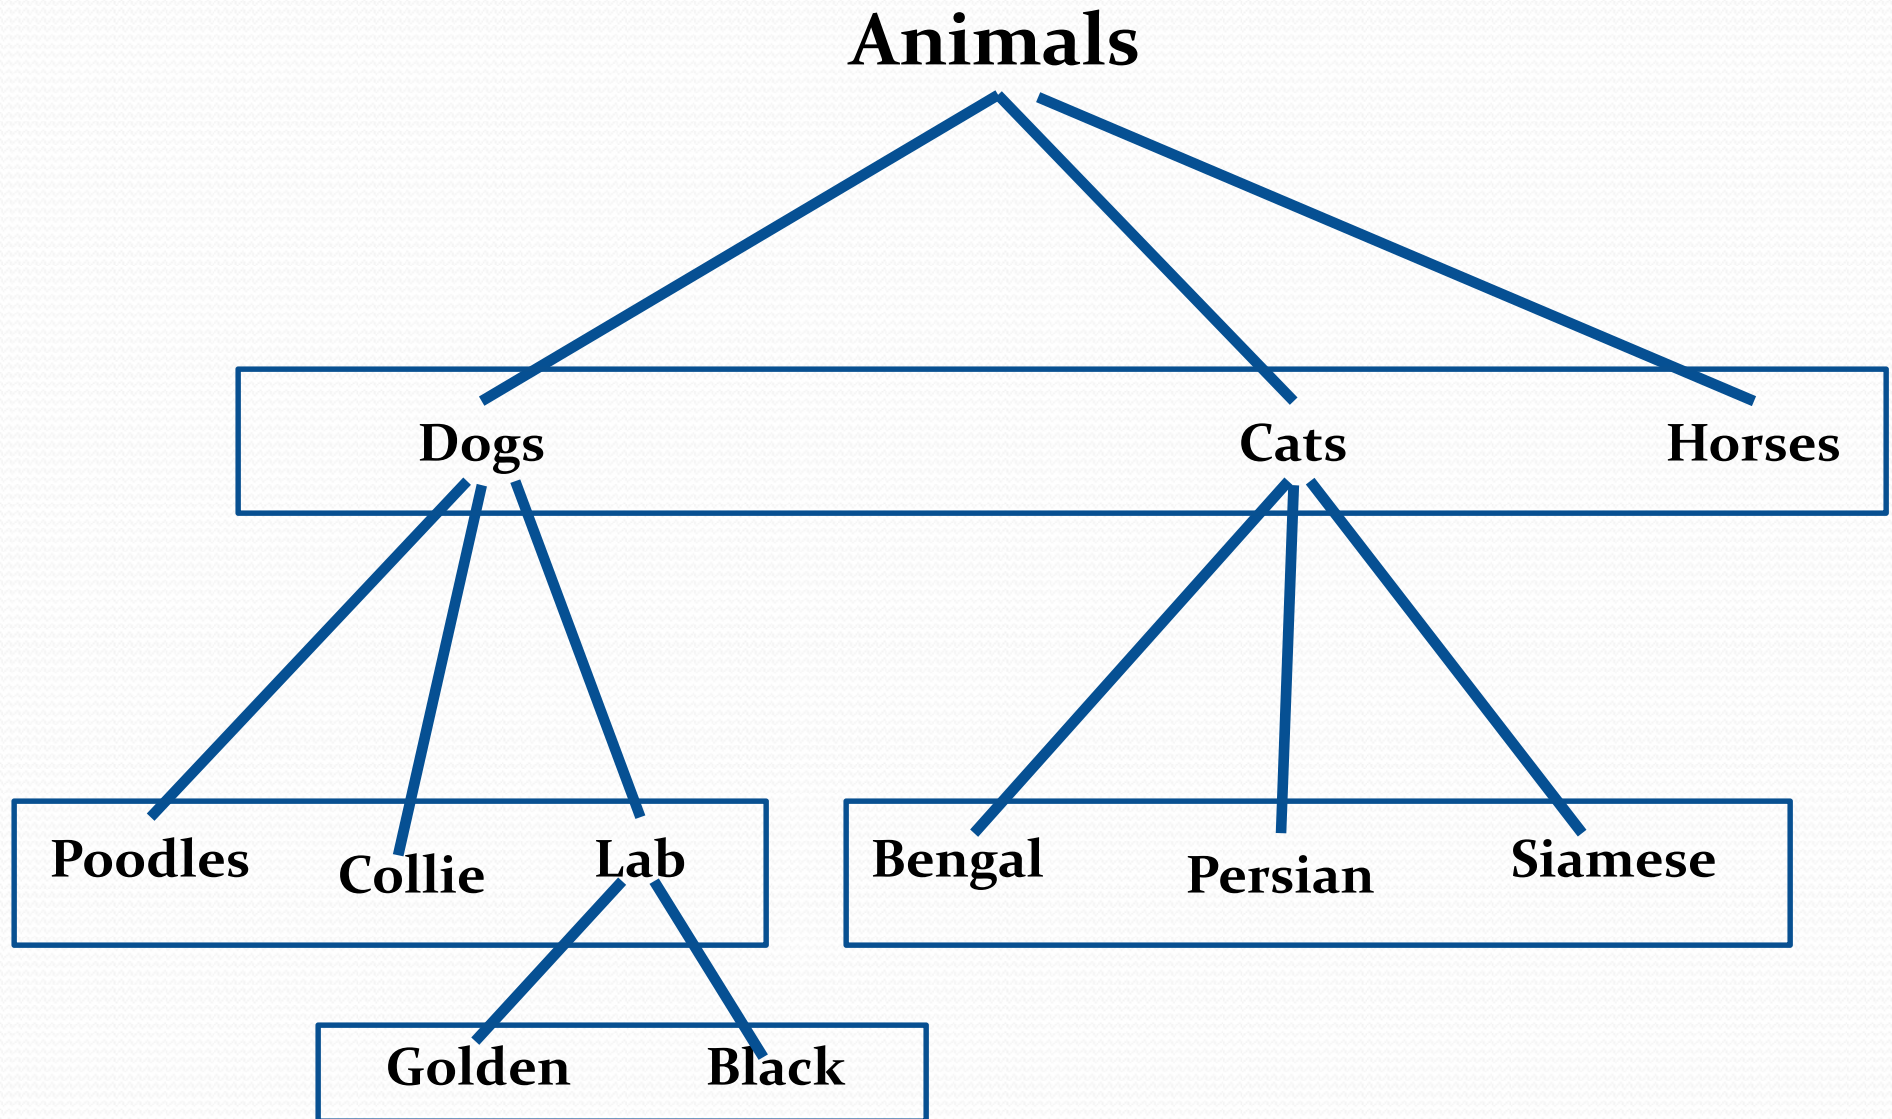 Animals
Dogs Cats Horses
Poodles Collie Lab Bengal Persian Siamese
Golden Black